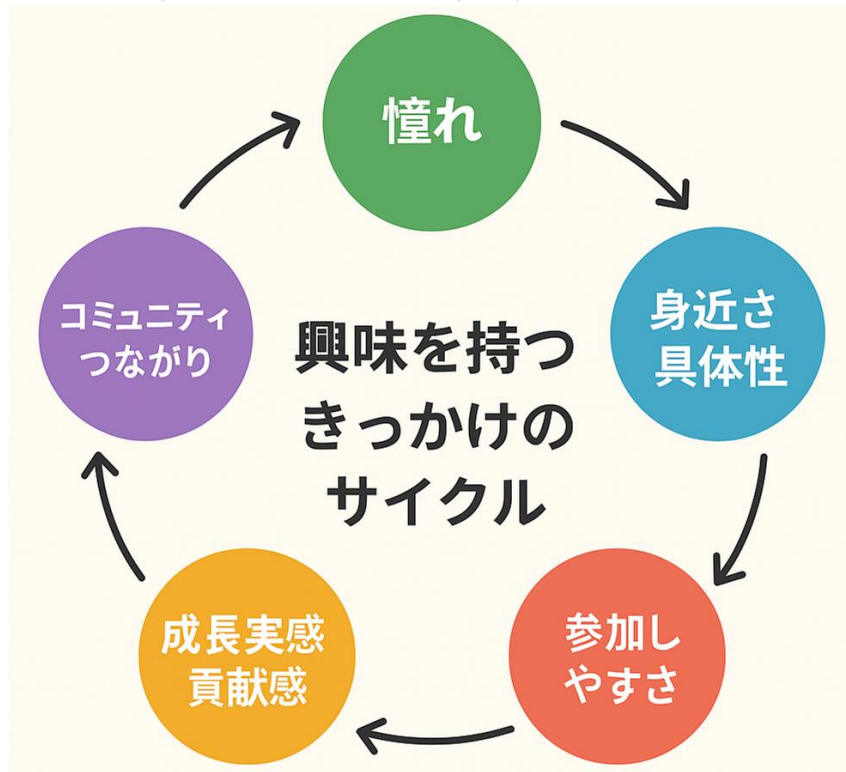 憧れ
身近さ
具体性
参加し
やすさ
成長実感
貢献感
コミュニティ
つながり
興味を持つ
きっかけの
サイクル